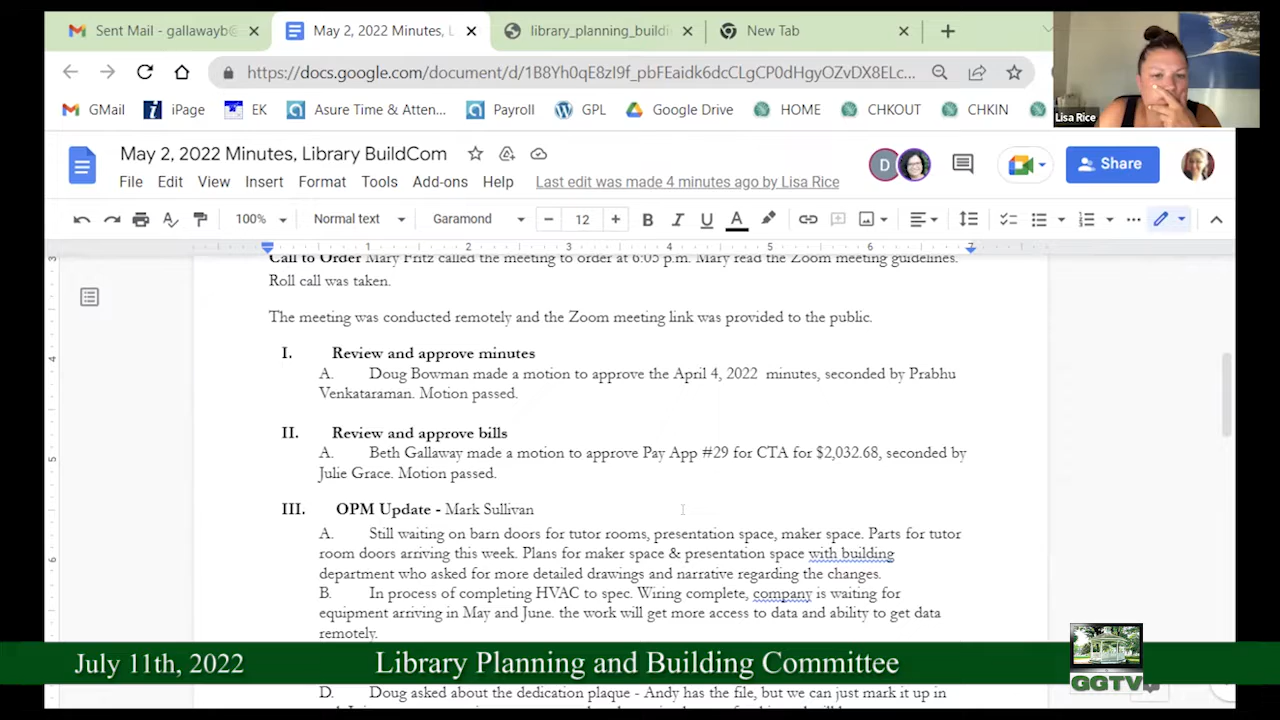 Sent Mail - gallawayb@
May 2, 2022 Minutes, L
library_planning_buildi
New Tab
https://docs.google.com/document/d/1B8Yh0qE8zI9f_pbFEaidk6dcCLgCP0dHgyOZvDX8ELc...
GMail
iPage
EK
Asure Time & Atten...
Payroll
GPL
Google Drive
HOME
CHKOUT
CHKIN
Lisa Rice
May 2, 2022 Minutes, Library BuildCom
D
Share
File Edit View Insert Format Tools Add-ons Help Last edit was made 4 minutes ago by Lisa Rice
100% Normal text Garamond 12 B I U A
1 2 3 4 5 6 7
3
4
5
6
Call to Order Mary Fritz called the meeting to order at 6:05 p.m. Mary read the Zoom meeting guidelines.
Roll call was taken.
The meeting was conducted remotely and the Zoom meeting link was provided to the public.
I. Review and approve minutes
A. Doug Bowman made a motion to approve the April 4, 2022 minutes, seconded by Prabhu
Venkataraman. Motion passed.
II. Review and approve bills
A. Beth Gallaway made a motion to approve Pay App #29 for CTA for $2,032.68, seconded by
Julie Grace. Motion passed.
III. OPM Update - Mark Sullivan
A. Still waiting on barn doors for tutor rooms, presentation space, maker space. Parts for tutor
room doors arriving this week. Plans for maker space & presentation space with building
department who asked for more detailed drawings and narrative regarding the changes.
B. In process of completing HVAC to spec. Wiring complete, company is waiting for
equipment arriving in May and June. the work will get more access to data and ability to get data
remotely.
July 11th, 2022
Library Planning and Building Committee
GGTV
D. Doug asked about the dedication plaque - Andy has the file, but we can just mark it up in